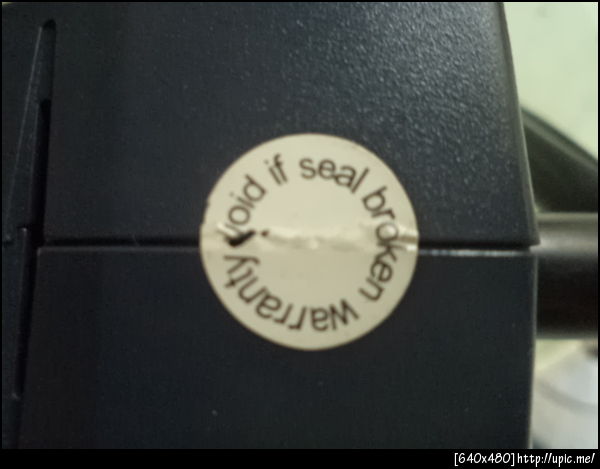 warranty void if seal broken
[640x480]http://upic.me/